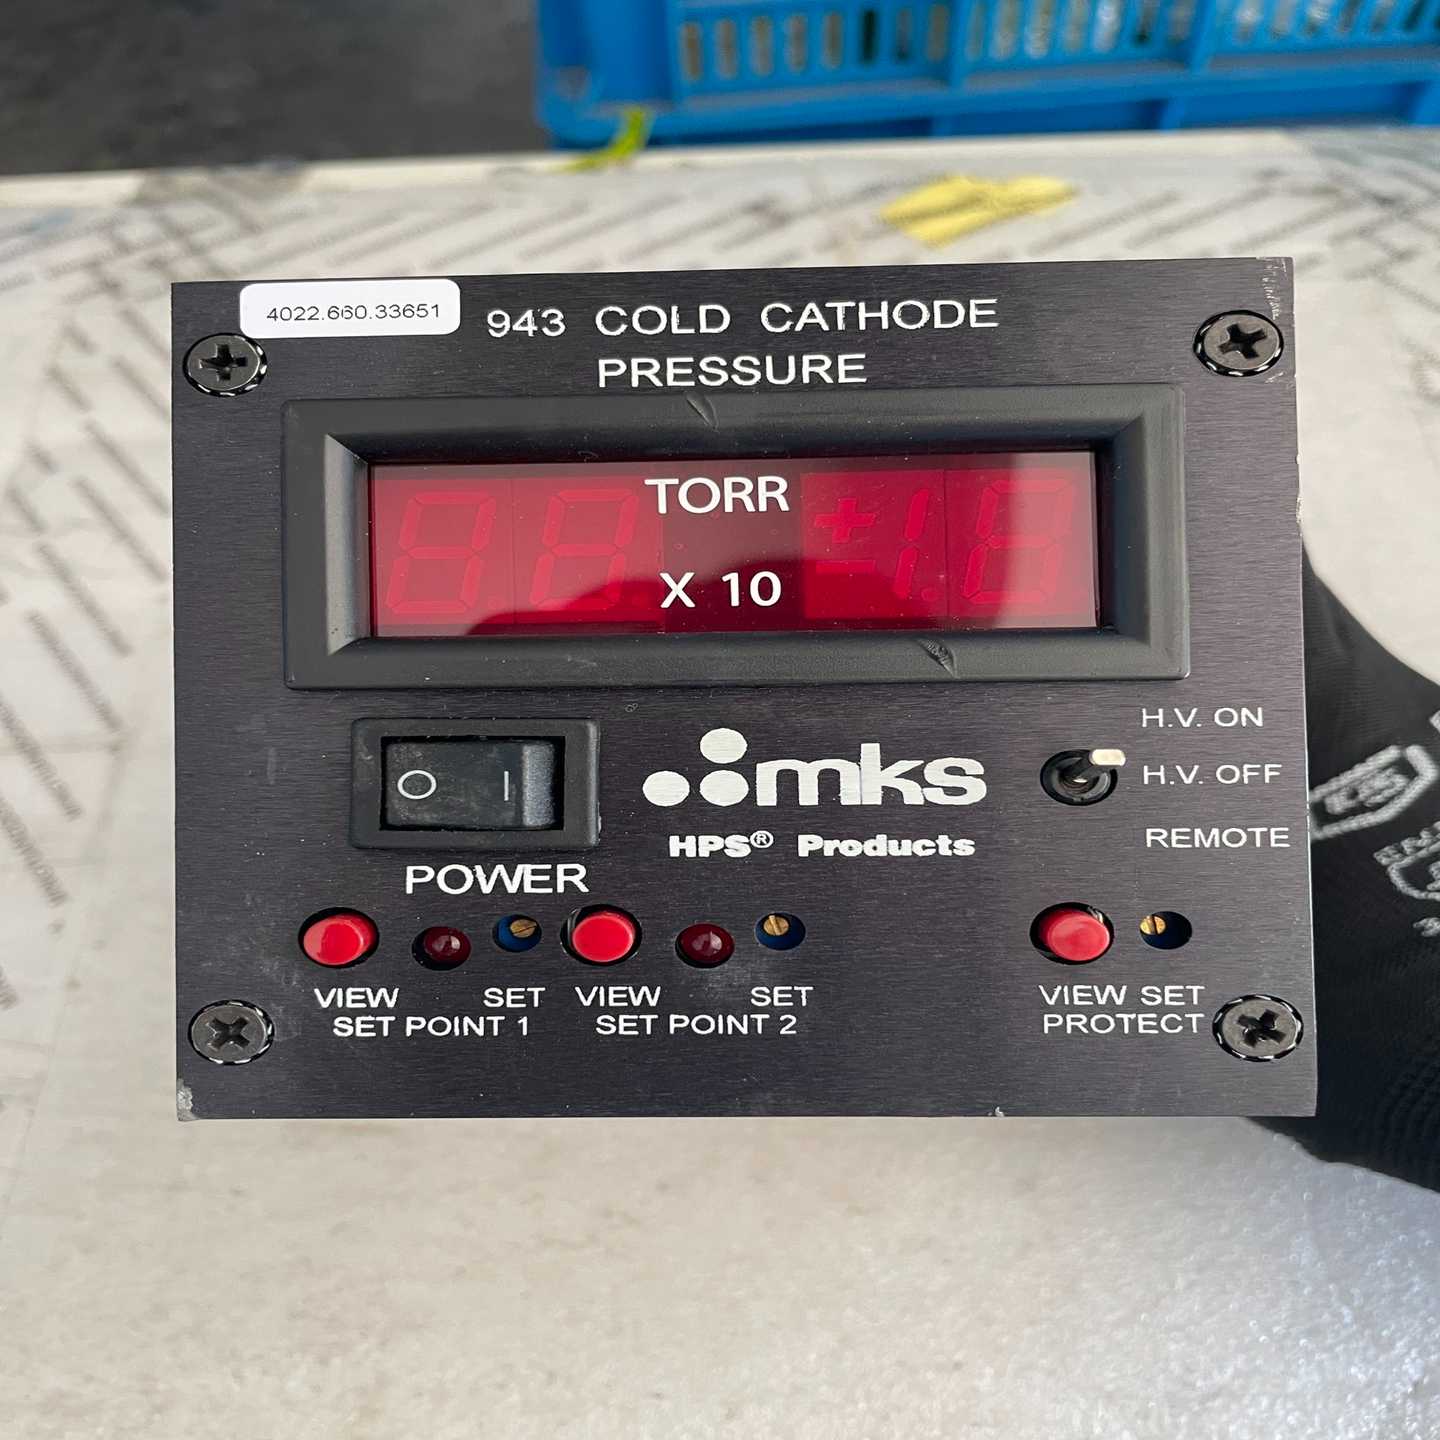 4022.660.33651
943 COLD CATHODE
PRESSURE
TORR
X 10
O I
POWER
mks
HPS® Products
H.V. ON
H.V. OFF
REMOTE
VIEW SET
SET POINT 1
VIEW SET
SET POINT 2
VIEW SET
PROTECT